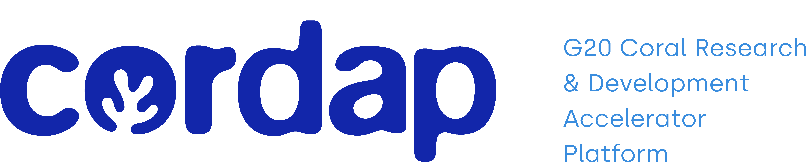 cordap
G20 Coral Research
& Development
Accelerator
Platform